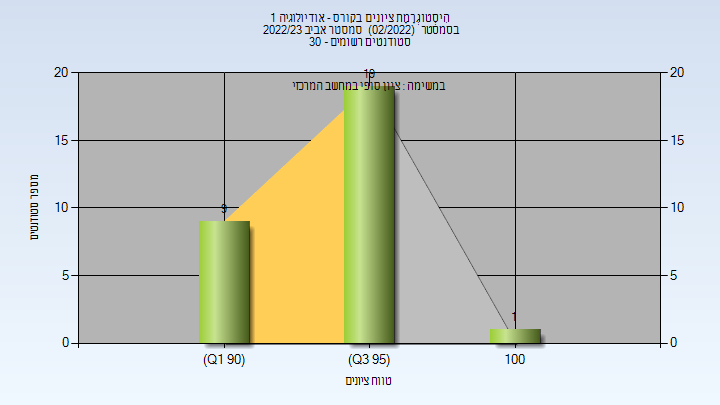 היסטוגרמת ציונים בקורס - אודיולוגיה 1
בסמסטר (02/2022) סמסטר אביב 2022/23
סטודנטים רשומים - 30
במשימה : ציון סופי במחשב המרכזי
מספר סטודנטים
20
15
10
5
0
20
15
10
5
0
9
19
1
(Q1 90)
(Q3 95)
100
טווח ציונים